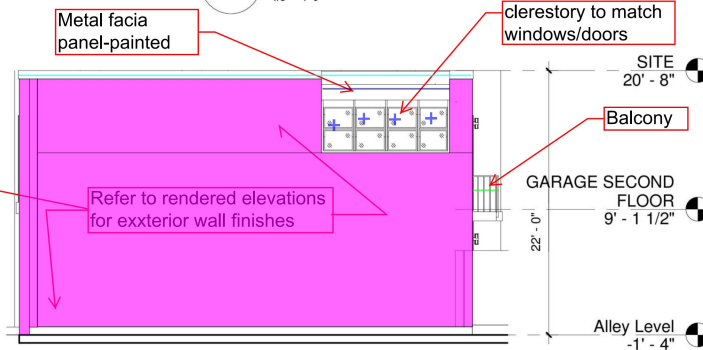 Metal facia
panel-painted
clerestory to match
windows/doors
SITE
20' - 8"
Balcony
Refer to rendered elevations
for exxterior wall finishes
GARAGE SECOND
FLOOR
9' - 1 1/2"
22' - 0"
Alley Level
-1' - 4"